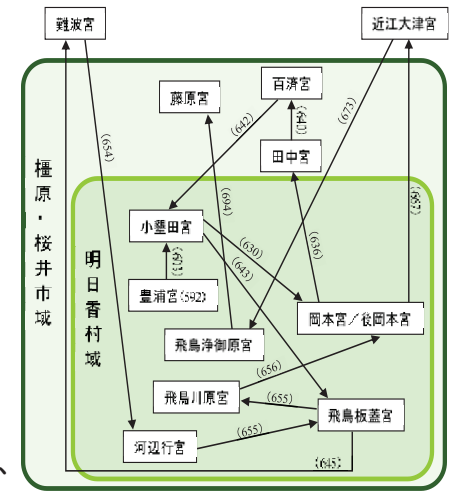 難波宮
近江大津宮
百済宮
藤原宮
(642)
(640)
(673)
(654)
田中宮
橿原・桜井市域
(694)
(667)
明日香村域
小墾田宮
(630)
(636)
(603)
(643)
豊浦宮(592)
岡本宮／後岡本宮
飛鳥浄御原宮
(656)
飛鳥川原宮
(655)
飛鳥板蓋宮
(655)
河辺行宮
(645)
、